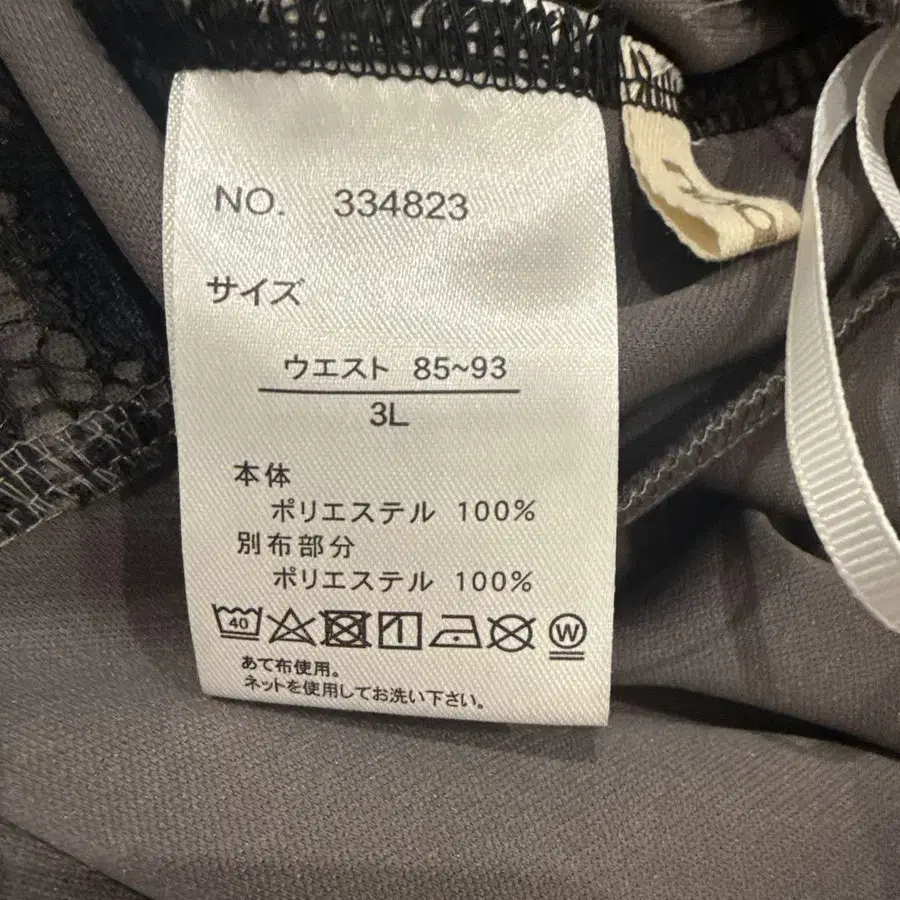 NO. 334823
サイズ
ウエスト 85~93
3L
本体
ポリエステル 100%
別布部分
ポリエステル 100%
40 W
あて布使用。
ネットを使用してお洗い下さい。